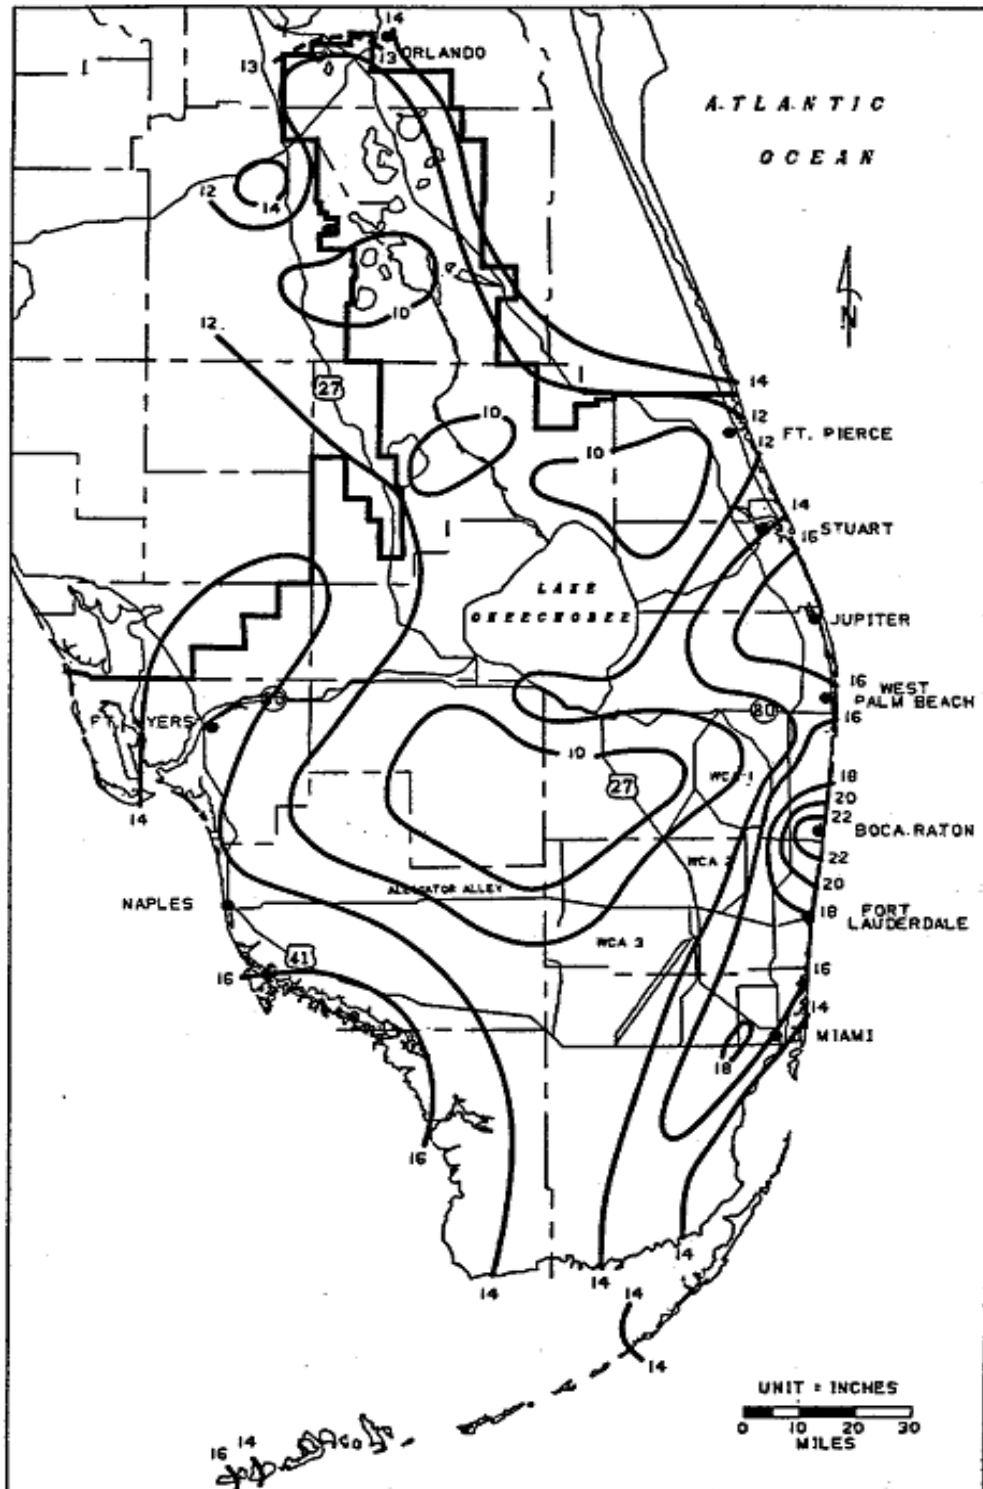 14
ORLANDO
13
13
ATLANTIC
OCEAN
12
14
N
10
12
27
14
12
10
FT. PIERCE
12
10
14
STUART
16
LAKE
OKEECHOBEE
JUPITER
16
WEST
PALM BEACH
80
16
FT. MYERS
10
WCA 1
18
27
20
22
BOCA RATON
14
WCA 2
22
ALLIGATOR ALLEY
20
NAPLES
18
FORT
LAUDERDALE
WCA 3
41
16
16
14
MIAMI
18
16
14
14
14
14
14
UNIT = INCHES
0 10 20 30
MILES
14
16